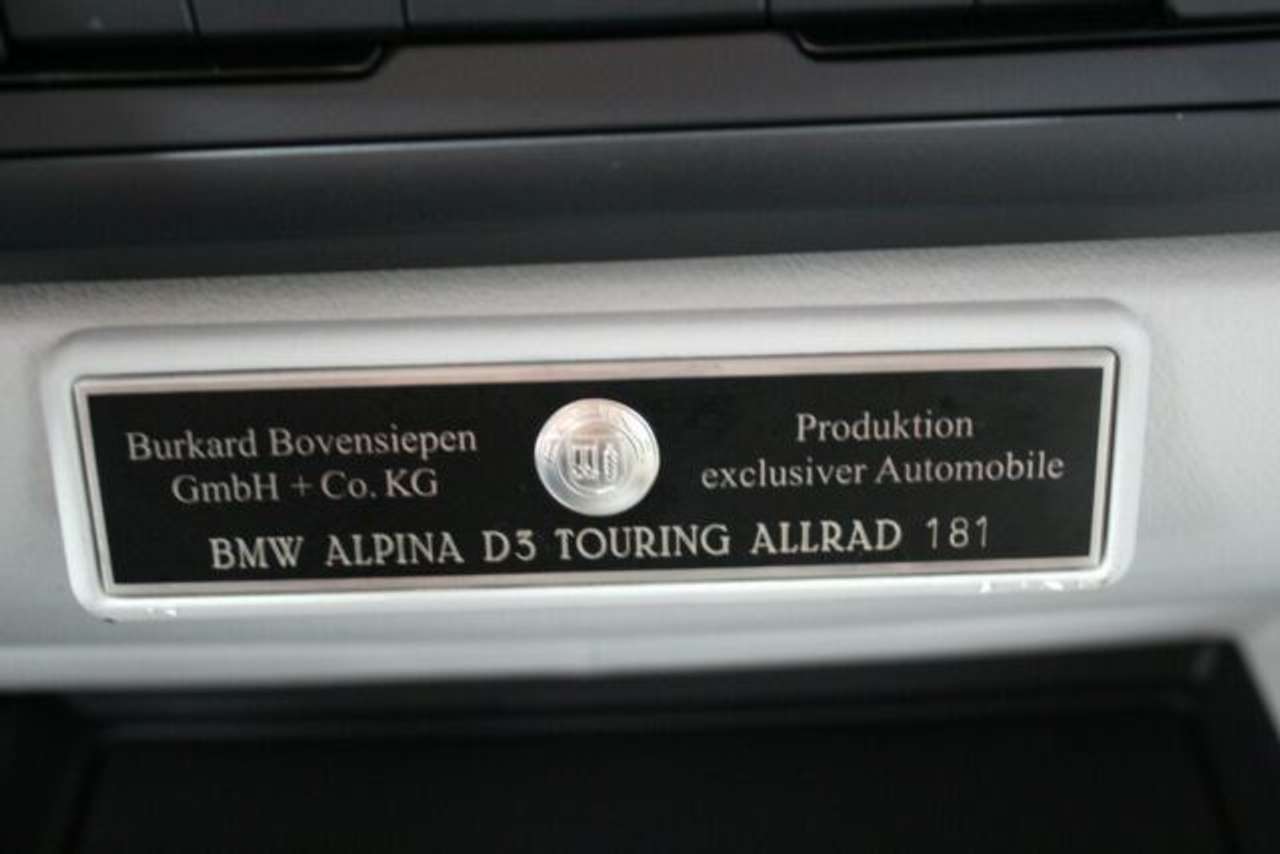 Burkard Bovensiepen
GmbH + Co. KG
Produktion
exclusiver Automobile
BMW ALPINA D3 TOURING ALLRAD 181